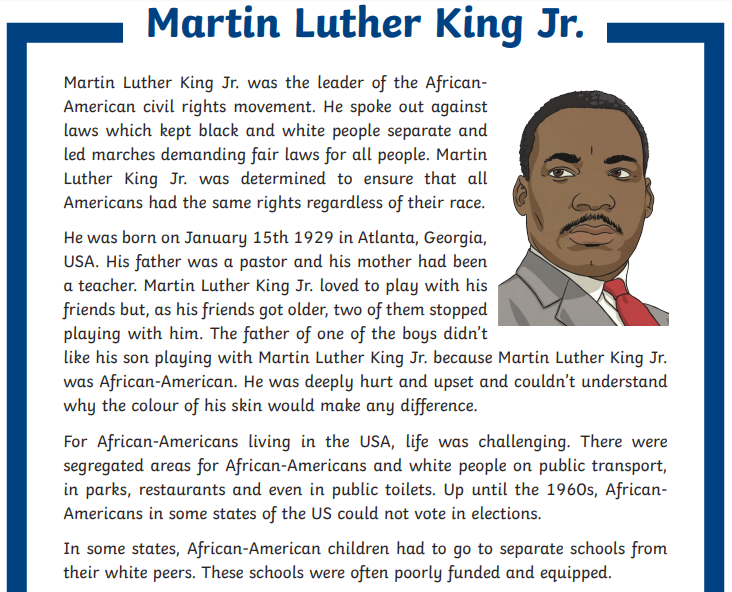 Martin Luther King Jr.
Martin Luther King Jr. was the leader of the African-
American civil rights movement. He spoke out against
laws which kept black and white people separate and
led marches demanding fair laws for all people. Martin
Luther King Jr. was determined to ensure that all
Americans had the same rights regardless of their race.
He was born on January 15th 1929 in Atlanta, Georgia,
USA. His father was a pastor and his mother had been
a teacher. Martin Luther King Jr. loved to play with his
friends but, as his friends got older, two of them stopped
playing with him. The father of one of the boys didn't
like his son playing with Martin Luther King Jr. because Martin Luther King Jr.
was African-American. He was deeply hurt and upset and couldn't understand
why the colour of his skin would make any difference.
For African-Americans living in the USA, life was challenging. There were
segregated areas for African-Americans and white people on public transport,
in parks, restaurants and even in public toilets. Up until the 1960s, African-
Americans in some states of the US could not vote in elections.
In some states, African-American children had to go to separate schools from
their white peers. These schools were often poorly funded and equipped.